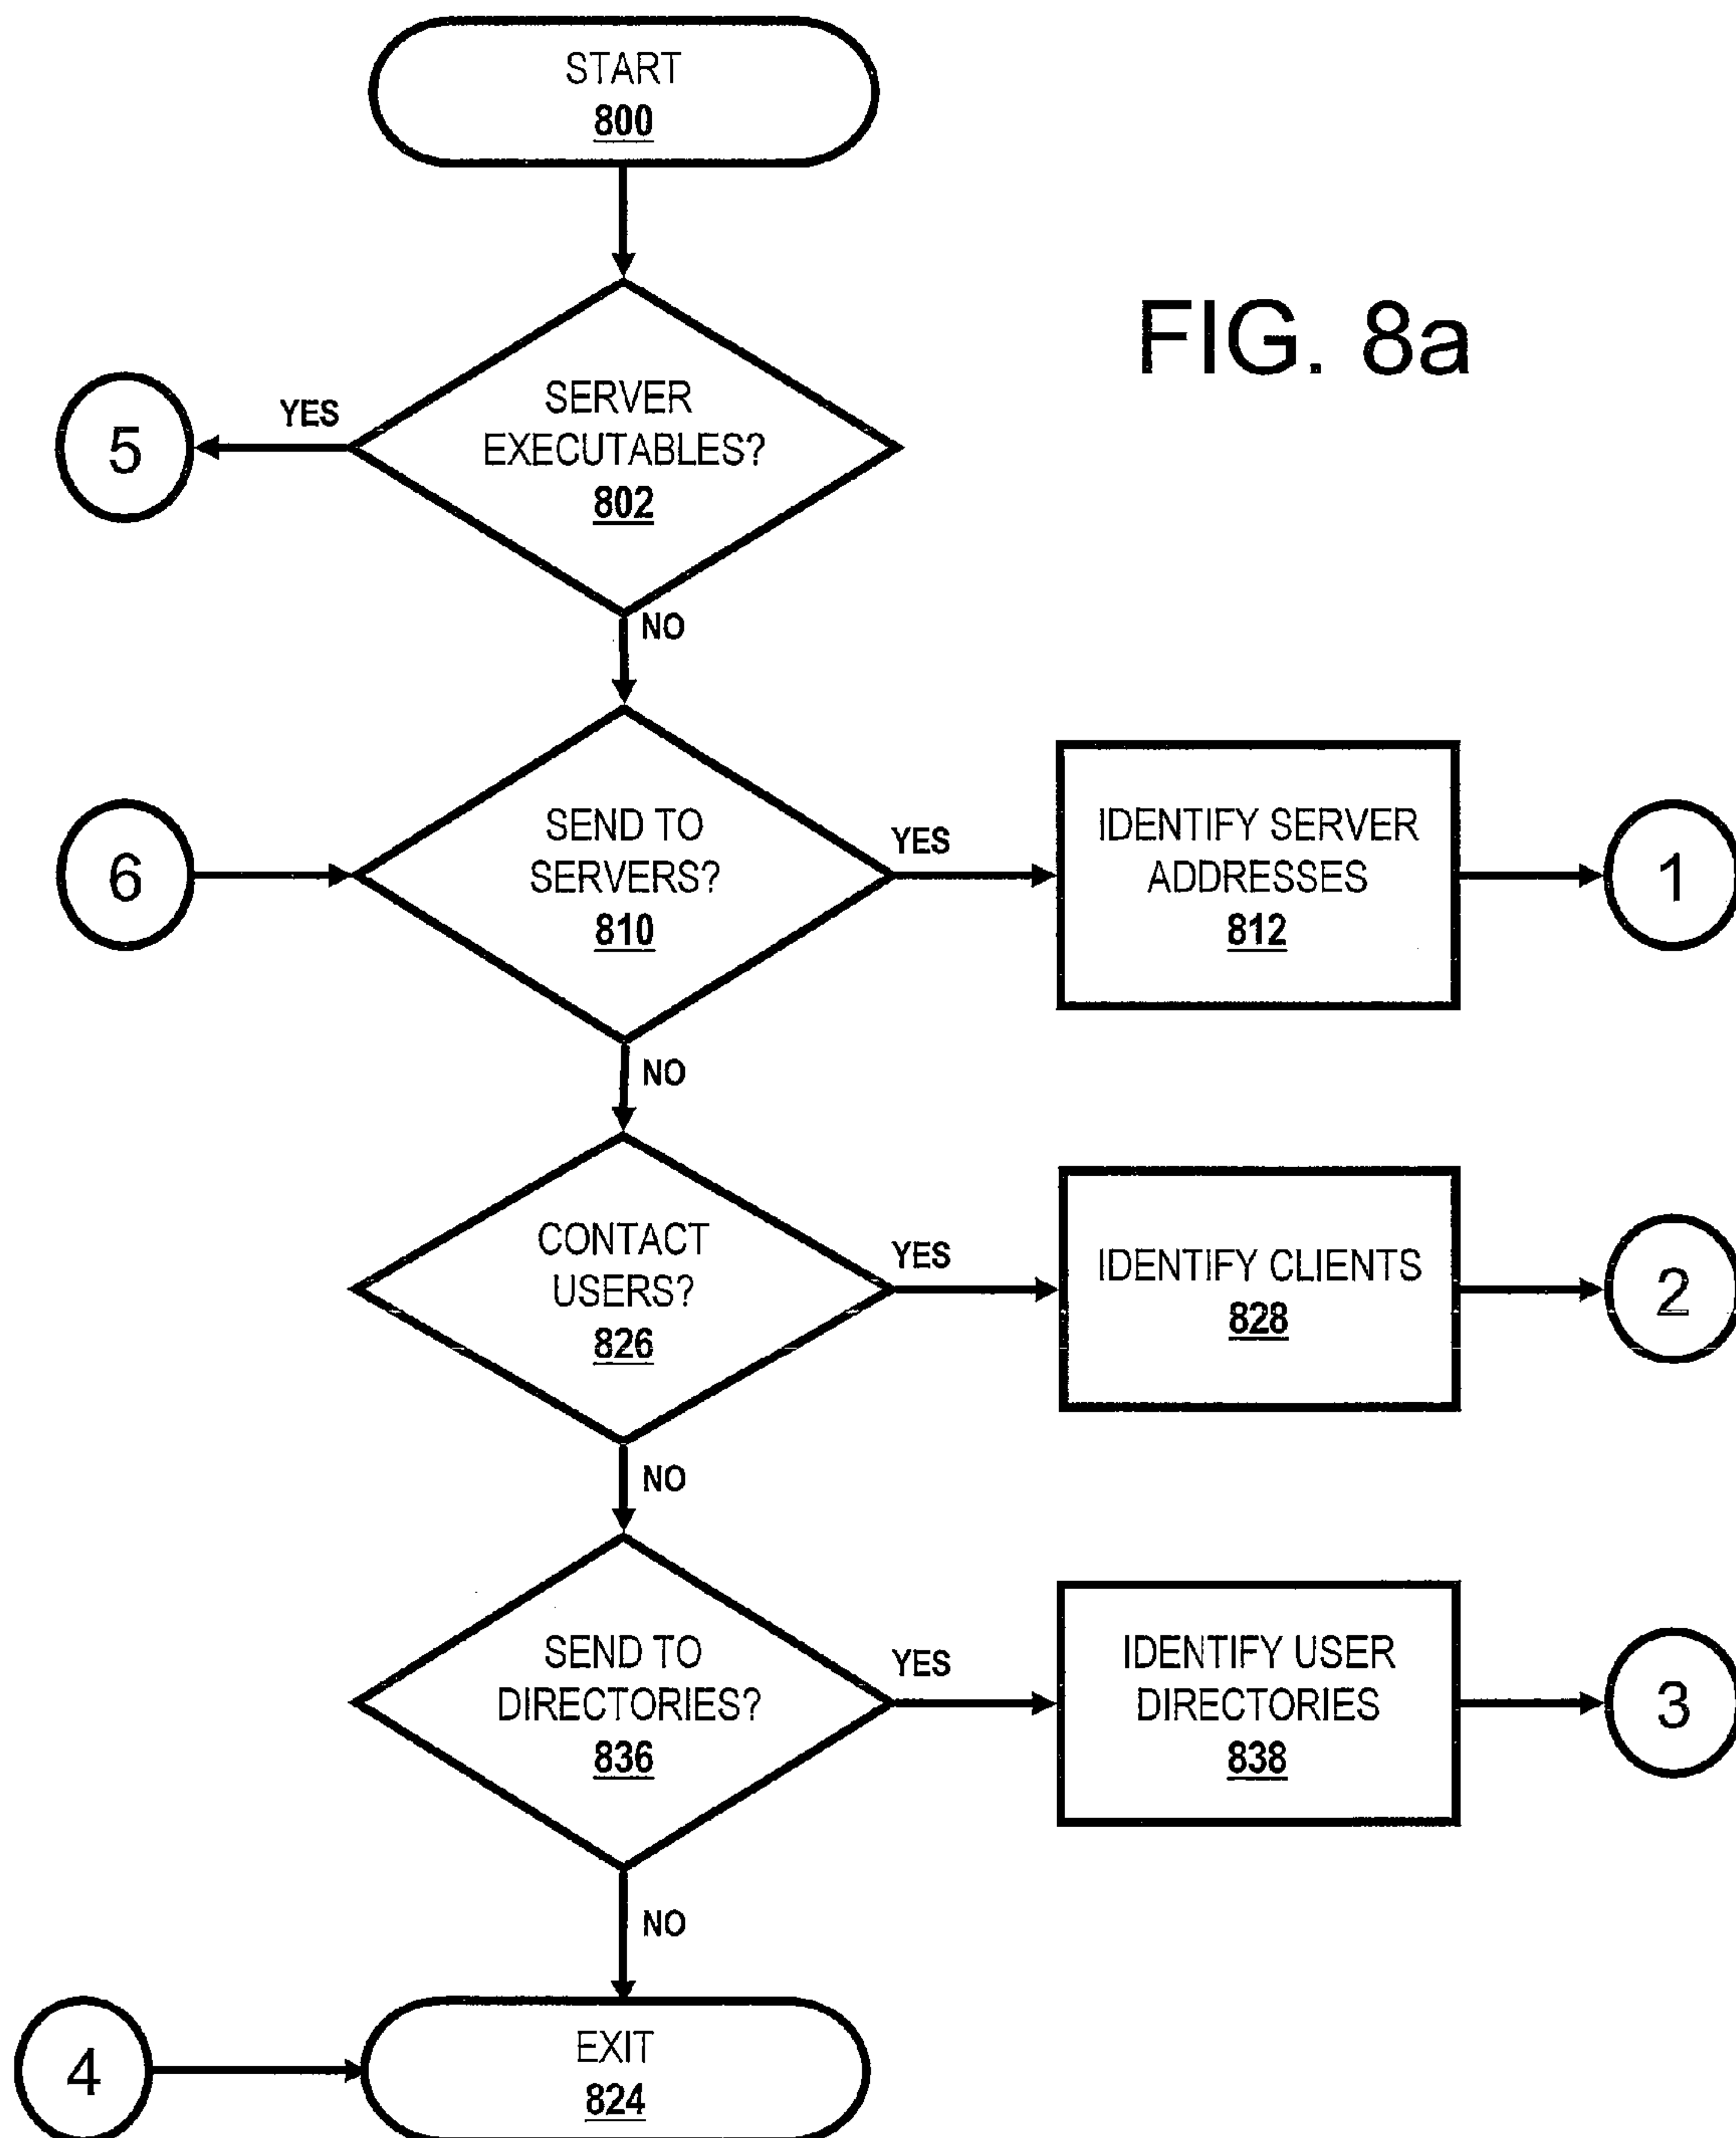 START
800
FIG. 8a
SERVER
EXECUTABLES?
802
YES
5
NO
6
SEND TO
SERVERS?
810
YES
IDENTIFY SERVER
ADDRESSES
812
1
NO
CONTACT
USERS?
826
YES
IDENTIFY CLIENTS
828
2
NO
SEND TO
DIRECTORIES?
836
YES
IDENTIFY USER
DIRECTORIES
838
3
NO
4
EXIT
824